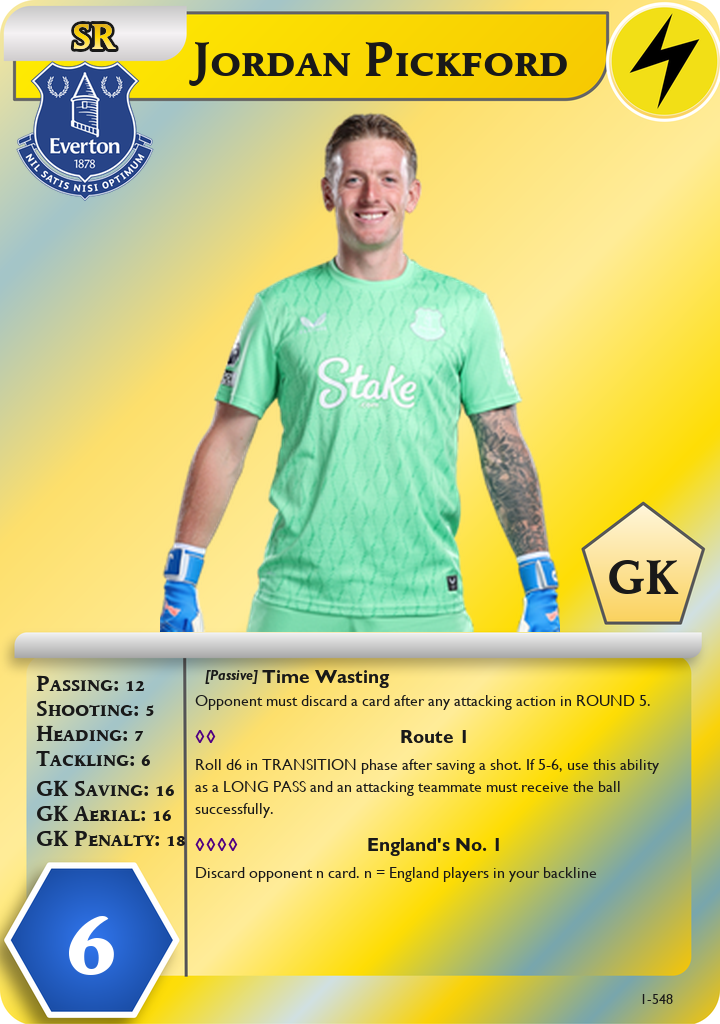 SR
Jordan Pickford
Everton
1878
NIL SATIS NISI OPTIMUM
Stake
.com
GK
Passing: 12
Shooting: 5
Heading: 7
Tackling: 6
GK Saving: 16
GK Aerial: 16
GK Penalty: 18
6
[Passive] Time Wasting
Opponent must discard a card after any attacking action in ROUND 5.
◊◊ Route 1
Roll d6 in TRANSITION phase after saving a shot. If 5-6, use this ability
as a LONG PASS and an attacking teammate must receive the ball
successfully.
◊◊◊◊ England's No. 1
Discard opponent n card. n = England players in your backline
1-548